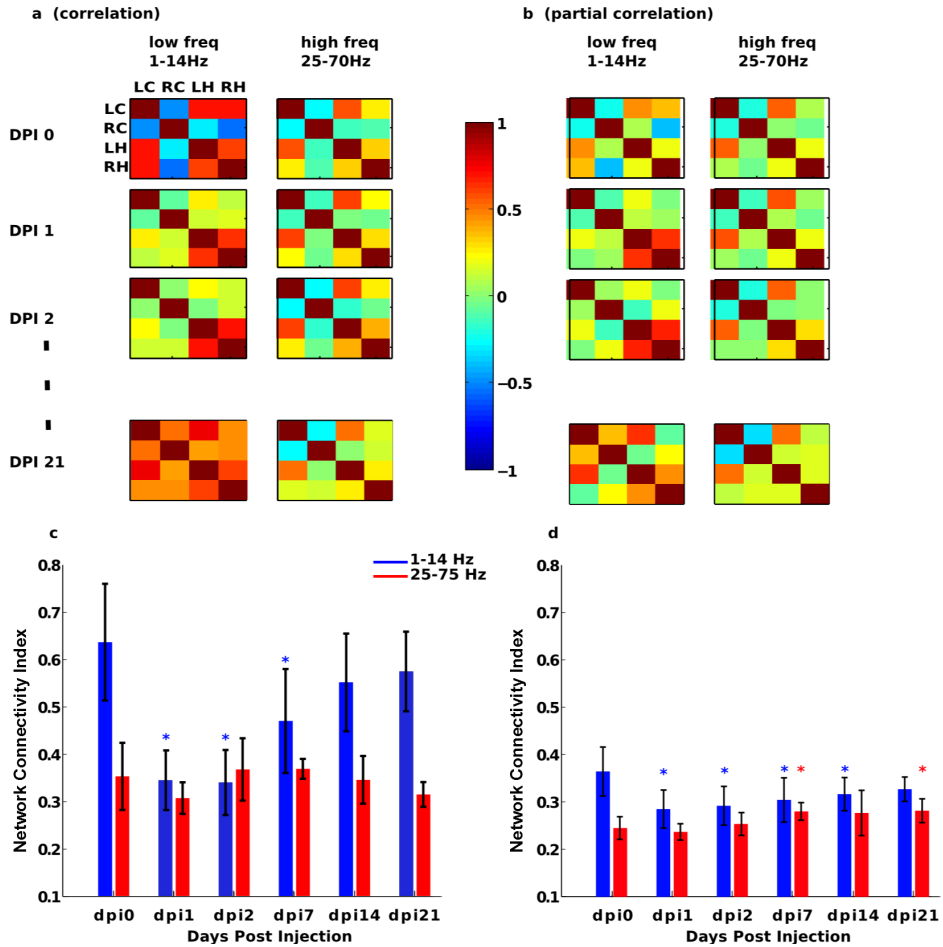 a (correlation)
b (partial correlation)
low freq
1-14Hz
high freq
25-70Hz
low freq
1-14Hz
high freq
25-70Hz
LC RC LH RH
LC
RC
LH
RH
DPI 0
DPI 1
DPI 2
DPI 21
1
0.5
0
−0.5
−1
c
d
1-14 Hz
25-75 Hz
Network Connectivity Index
0.8
0.7
0.6
0.5
0.4
0.3
0.2
0.1
* * *
dpi0 dpi1 dpi2 dpi7 dpi14 dpi21
Days Post Injection
Network Connectivity Index
0.8
0.7
0.6
0.5
0.4
0.3
0.2
0.1
* * * * * *
dpi0 dpi1 dpi2 dpi7 dpi14 dpi21
Days Post Injection